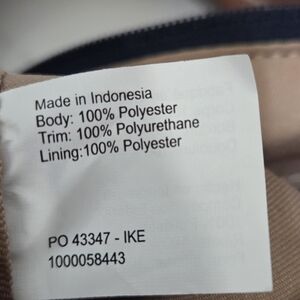 Made in Indonesia
Body: 100% Polyester
Trim: 100% Polyurethane
Lining:100% Polyester
PO 43347 - IKE
1000058443